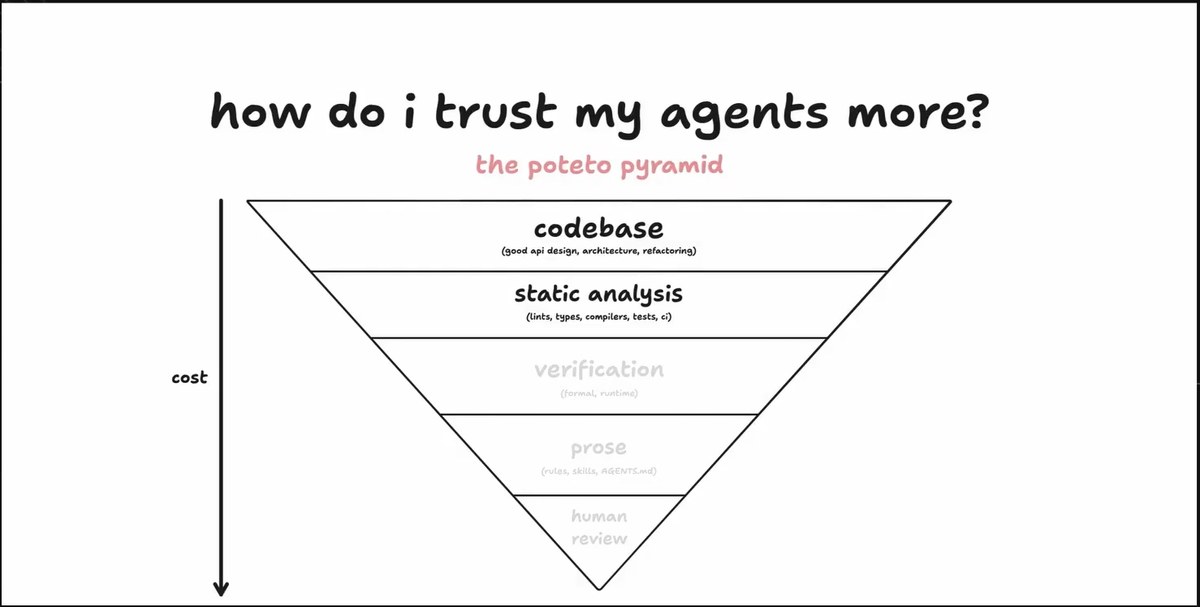 how do i trust my agents more?
the poteto pyramid
codebase
(good api design, architecture, refactoring)
static analysis
(lints, types, compilers, tests, ci)
cost
verification
(formal, runtime)
prose
(rules, skills, AGENTS.md)
human
review